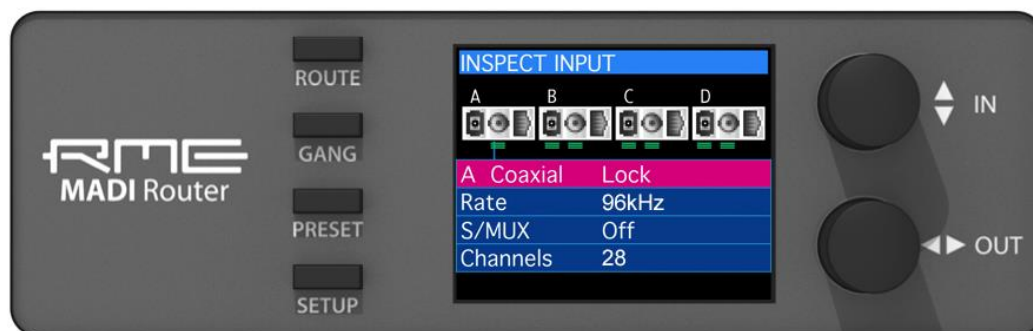 RME
MADI Router
ROUTE
GANG
PRESET
SETUP
INSPECT INPUT
A B C D
A Coaxial Lock
Rate 96kHz
S/MUX Off
Channels 28
IN
OUT